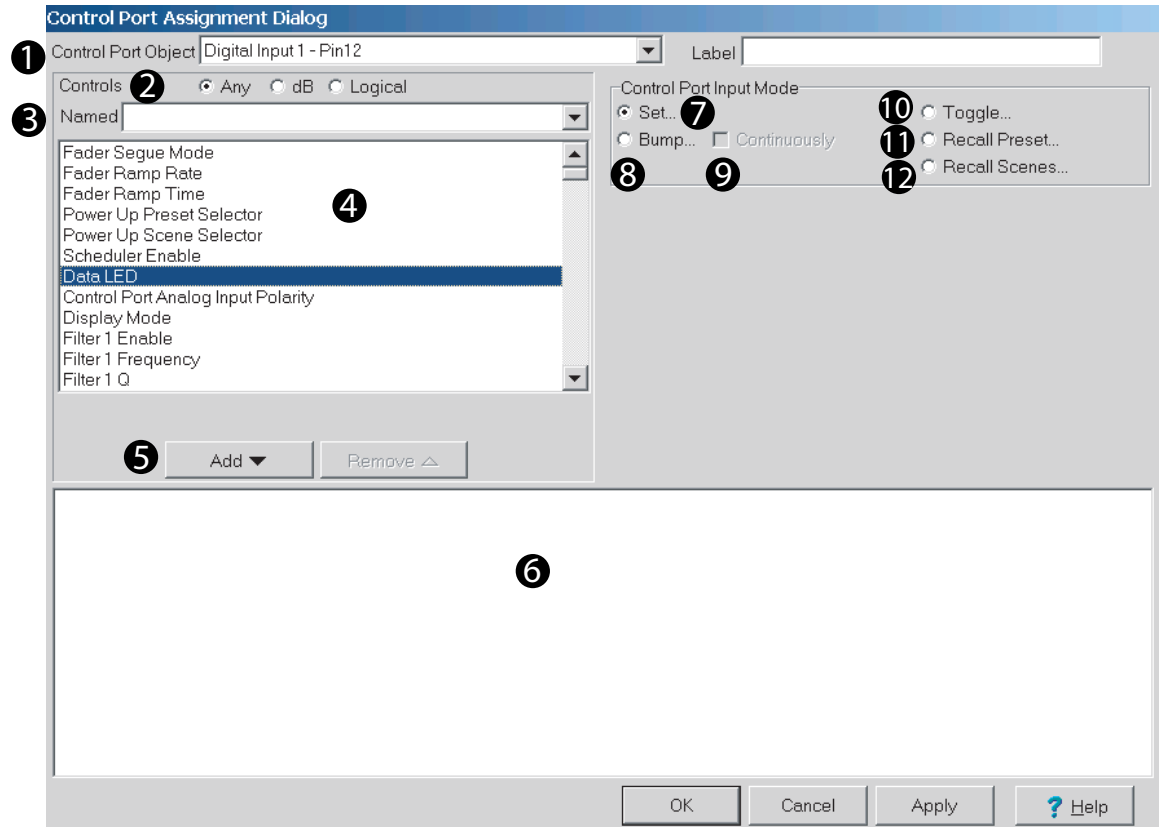 Control Port Assignment Dialog
1 Control Port Object Digital Input 1 - Pin12 Label
Controls 2 Any dB Logical
Control Port Input Mode
3 Named
Set... 7 10 Toggle...
Bump... Continuously 11 Recall Preset...
8 9 12 Recall Scenes...
Fader Segue Mode
Fader Ramp Rate
Fader Ramp Time
4
Power Up Preset Selector
Power Up Scene Selector
Scheduler Enable
Data LED
Control Port Analog Input Polarity
Display Mode
Filter 1 Enable
Filter 1 Frequency
Filter 1 Q
5 Add Remove
6
OK Cancel Apply ? Help